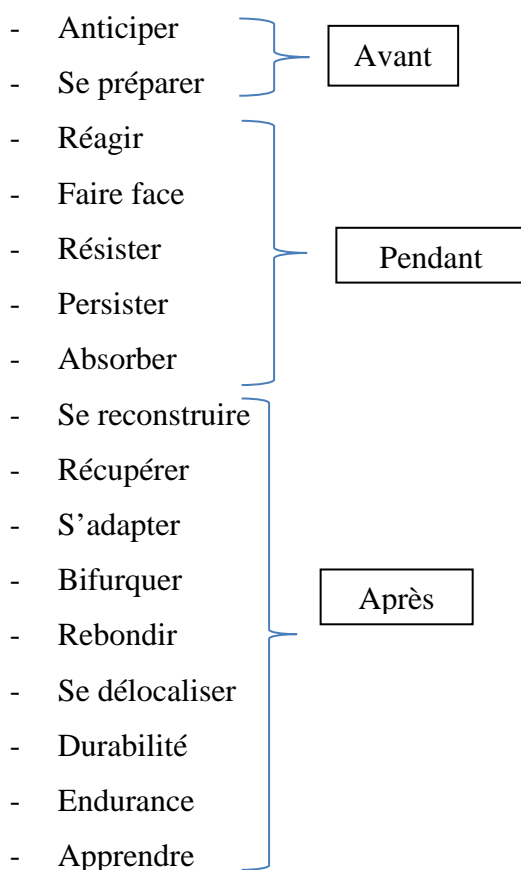 - Anticiper
Avant
- Se préparer
- Réagir
- Faire face
- Résister
Pendant
- Persister
- Absorber
- Se reconstruire
- Récupérer
- S’adapter
- Bifurquer
Après
- Rebondir
- Se délocaliser
- Durabilité
- Endurance
- Apprendre